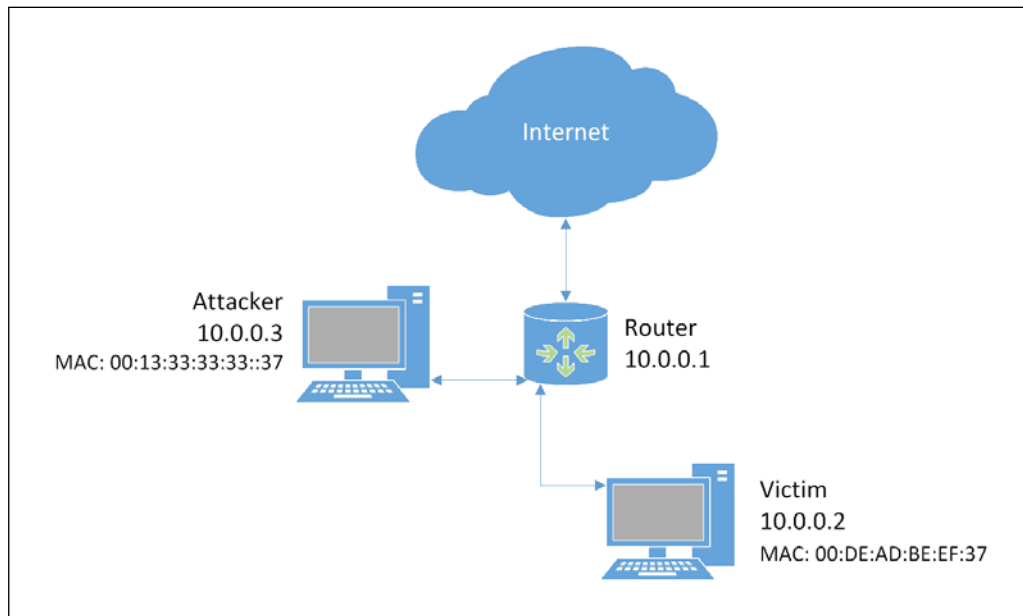 Internet
Attacker
10.0.0.3
MAC: 00:13:33:33:33::37
Router
10.0.0.1
Victim
10.0.0.2
MAC: 00:DE:AD:BE:EF:37